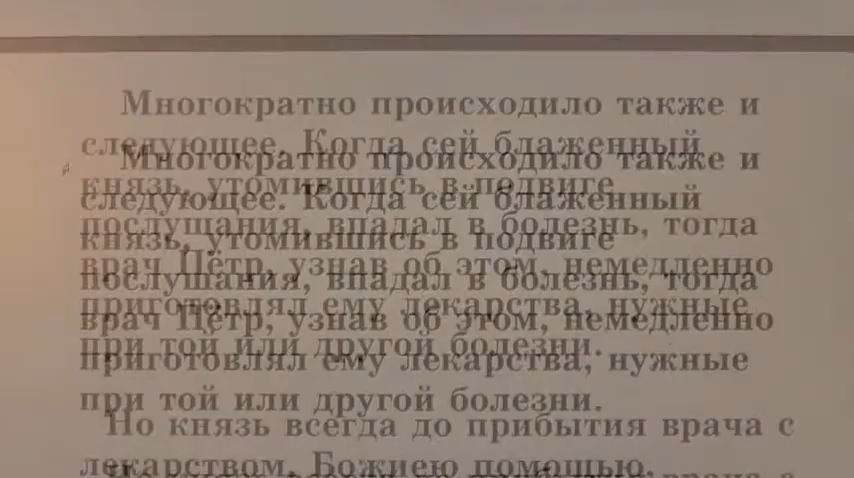 Многократно происходило также и
следующее. Когда сей блаженный
князь, утомившись в подвиге
послушания, впадал в болезнь, тогда
врач Пётр, узнав об этом, немедленно
приготовлял ему лекарства, нужные
при той или другой болезни.
Но князь всегда до прибытия врача с
лекарством, Божиею помощью,